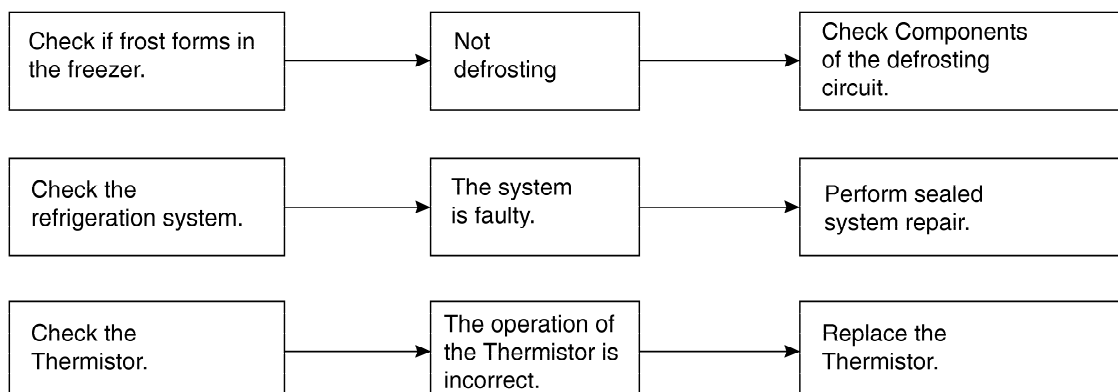 Check if frost forms in
the freezer.
Not
defrosting
Check Components
of the defrosting
circuit.
Check the
refrigeration system.
The system
is faulty.
Perform sealed
system repair.
Check the
Thermistor.
The operation of
the Thermistor is
incorrect.
Replace the
Thermistor.